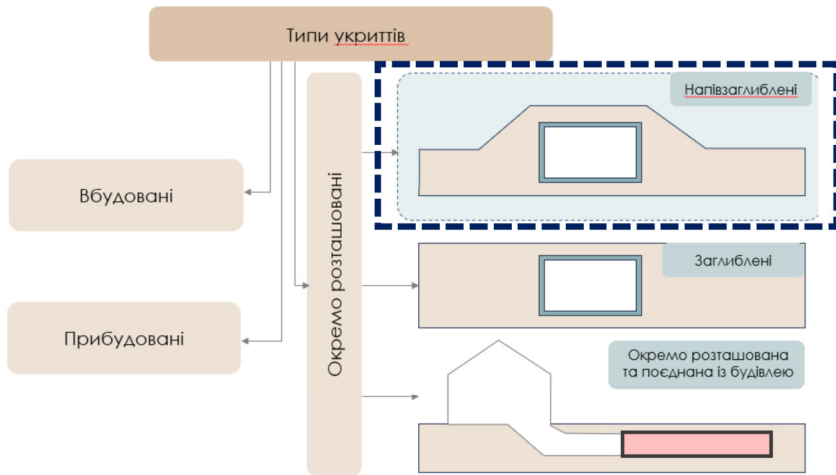 Типи укриттів
Вбудовані
Прибудовані
Окремо розташовані
Напівзаглиблені
Заглиблені
Окремо розташована
та поєднана із будівлею